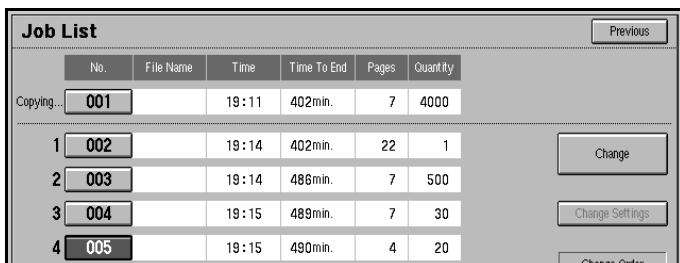 Job List Previous
No. File Name Time Time To End Pages Quantity
Copying... 001 19:11 402min. 7 4000
1 002 19:14 402min. 22 1
Change
2 003 19:14 486min. 7 500
3 004 19:15 489min. 7 30 Change Settings
4 005 19:15 490min. 4 20
Change Order